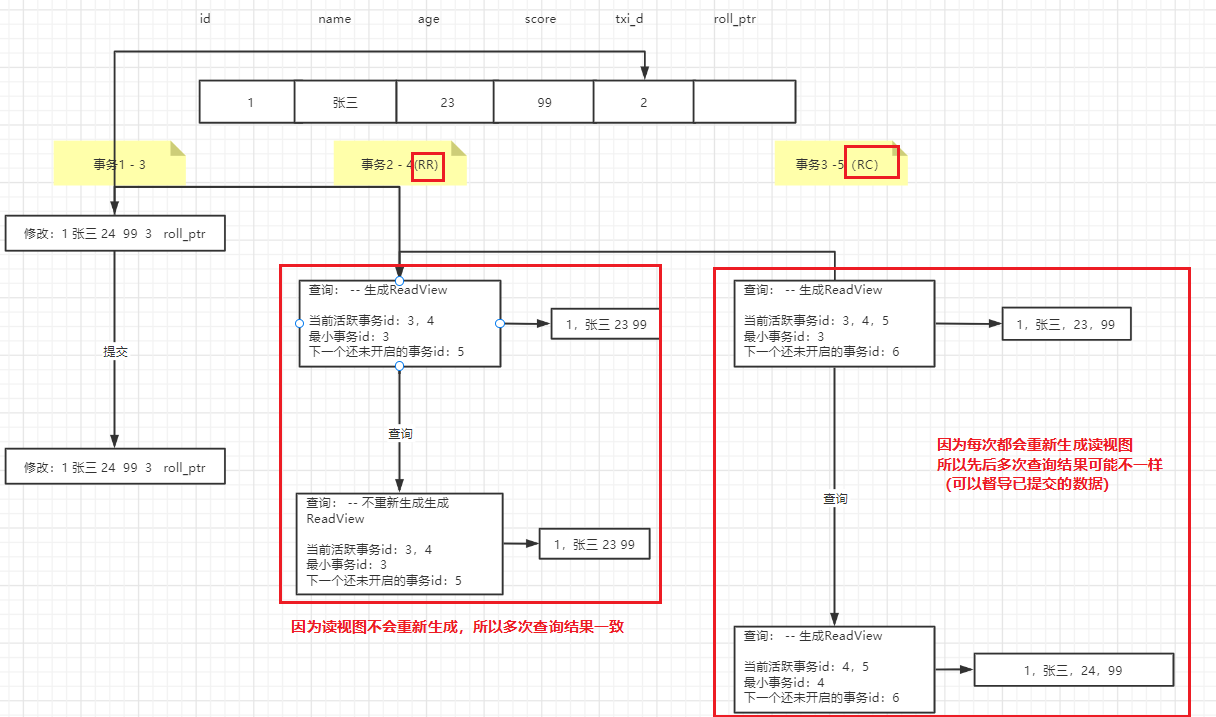 id name age score txi_d roll_ptr
1 张三 23 99 2
事务1 - 3
事务2 - 4(RR)
事务3 -5（RC）
修改：1 张三 24 99 3 roll_ptr
提交
修改：1 张三 24 99 3 roll_ptr
查询： -- 生成ReadView
当前活跃事务id：3，4
最小事务id：3
下一个还未开启的事务id：5
1，张三 23 99
查询
查询： -- 不重新生成生成
ReadView
当前活跃事务id：3，4
最小事务id：3
下一个还未开启的事务id：5
1，张三 23 99
因为读视图不会重新生成，所以多次查询结果一致
查询： -- 生成ReadView
当前活跃事务id：3，4，5
最小事务id：3
下一个还未开启的事务id：6
1，张三，23，99
因为每次都会重新生成读视图
所以先后多次查询结果可能不一样
（可以督导已提交的数据)
查询
查询： -- 生成ReadView
当前活跃事务id：4，5
最小事务id：4
下一个还未开启的事务id：6
1，张三，24，99